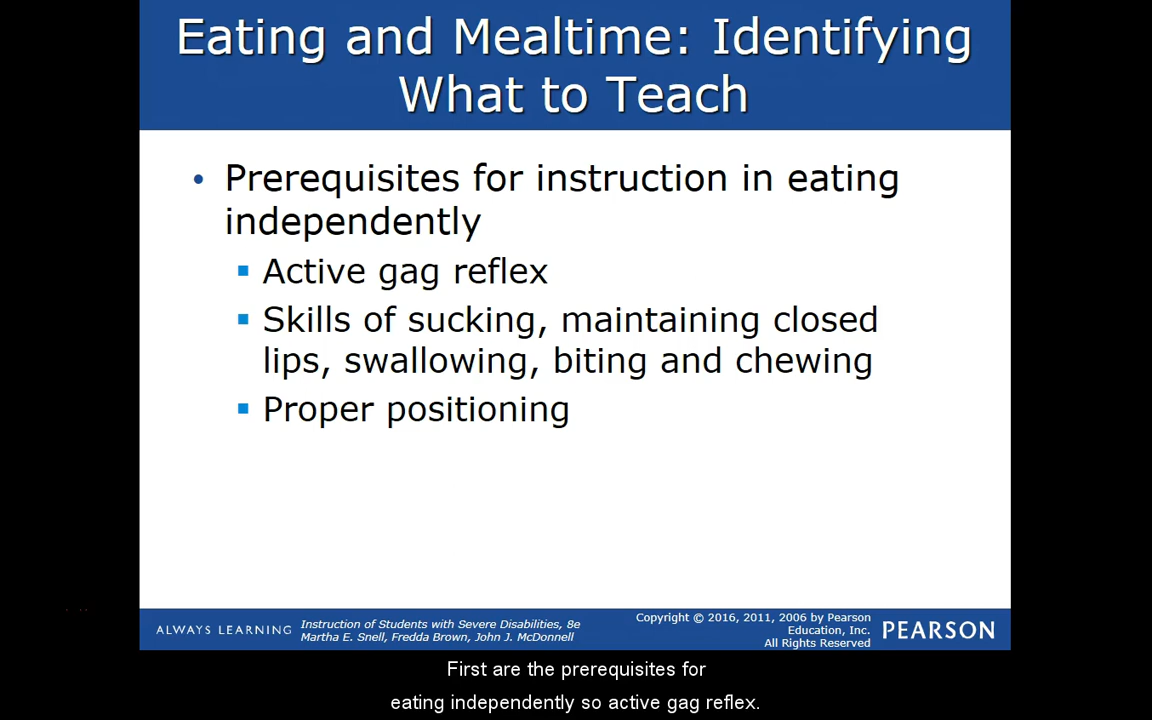 Eating and Mealtime: Identifying
What to Teach
• Prerequisites for instruction in eating
independently
▪ Active gag reflex
▪ Skills of sucking, maintaining closed
lips, swallowing, biting and chewing
▪ Proper positioning
ALWAYS LEARNING
Instruction of Students with Severe Disabilities, 8e
Martha E. Snell, Fredda Brown, John J. McDonnell
Copyright © 2016, 2011, 2006 by Pearson
Education, Inc.
All Rights Reserved
PEARSON
First are the prerequisites for
eating independently so active gag reflex.